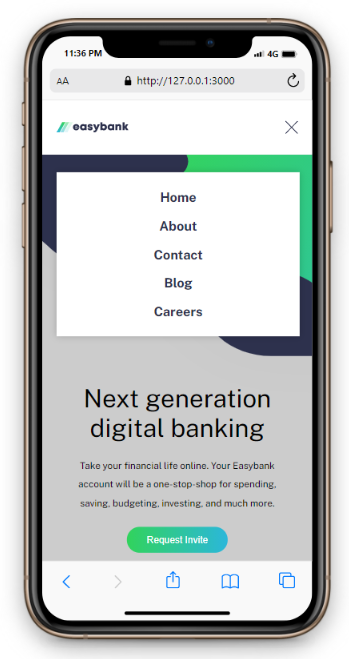 11:36 PM
4G
AA
http://127.0.0.1:3000
easybank
Home
About
Contact
Blog
Careers
Next generation
digital banking
Take your financial life online. Your Easybank
account will be a one-stop-shop for spending,
saving, budgeting, investing, and much more.
Request Invite